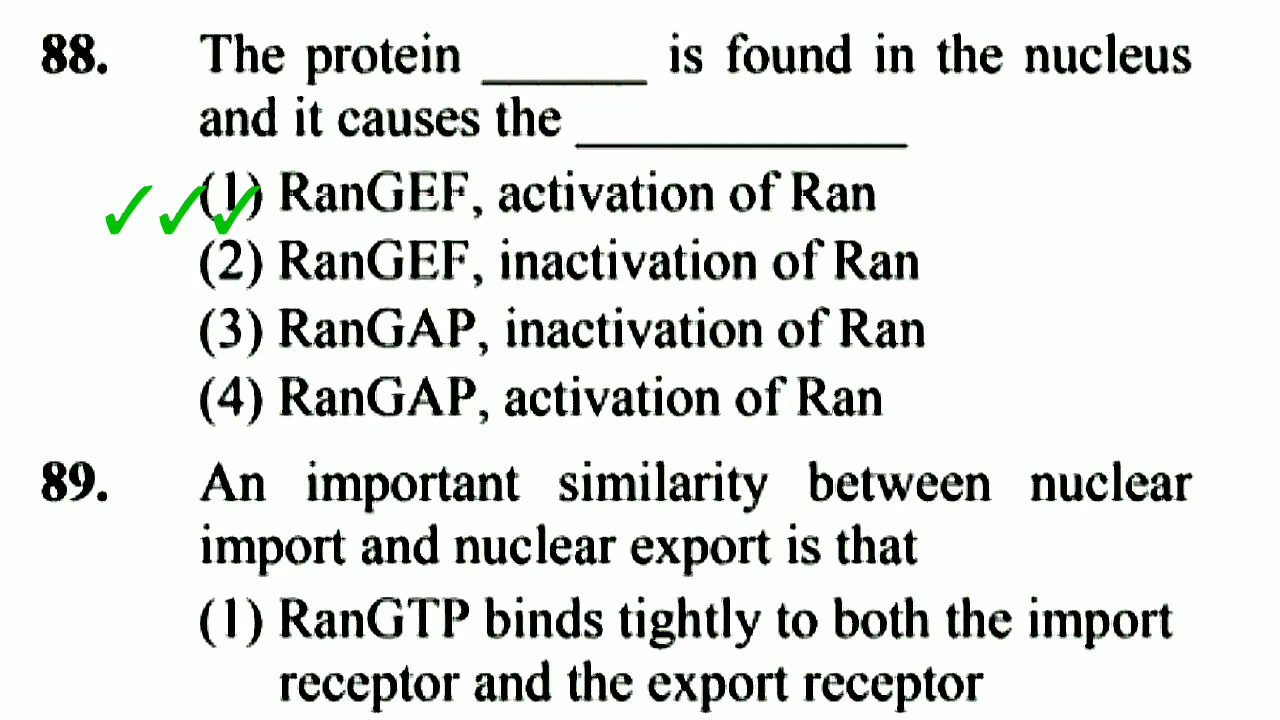 88. The protein ______ is found in the nucleus
and it causes the ____________
(1) RanGEF, activation of Ran
(2) RanGEF, inactivation of Ran
(3) RanGAP, inactivation of Ran
(4) RanGAP, activation of Ran
89. An important similarity between nuclear
import and nuclear export is that
(1) RanGTP binds tightly to both the import
receptor and the export receptor